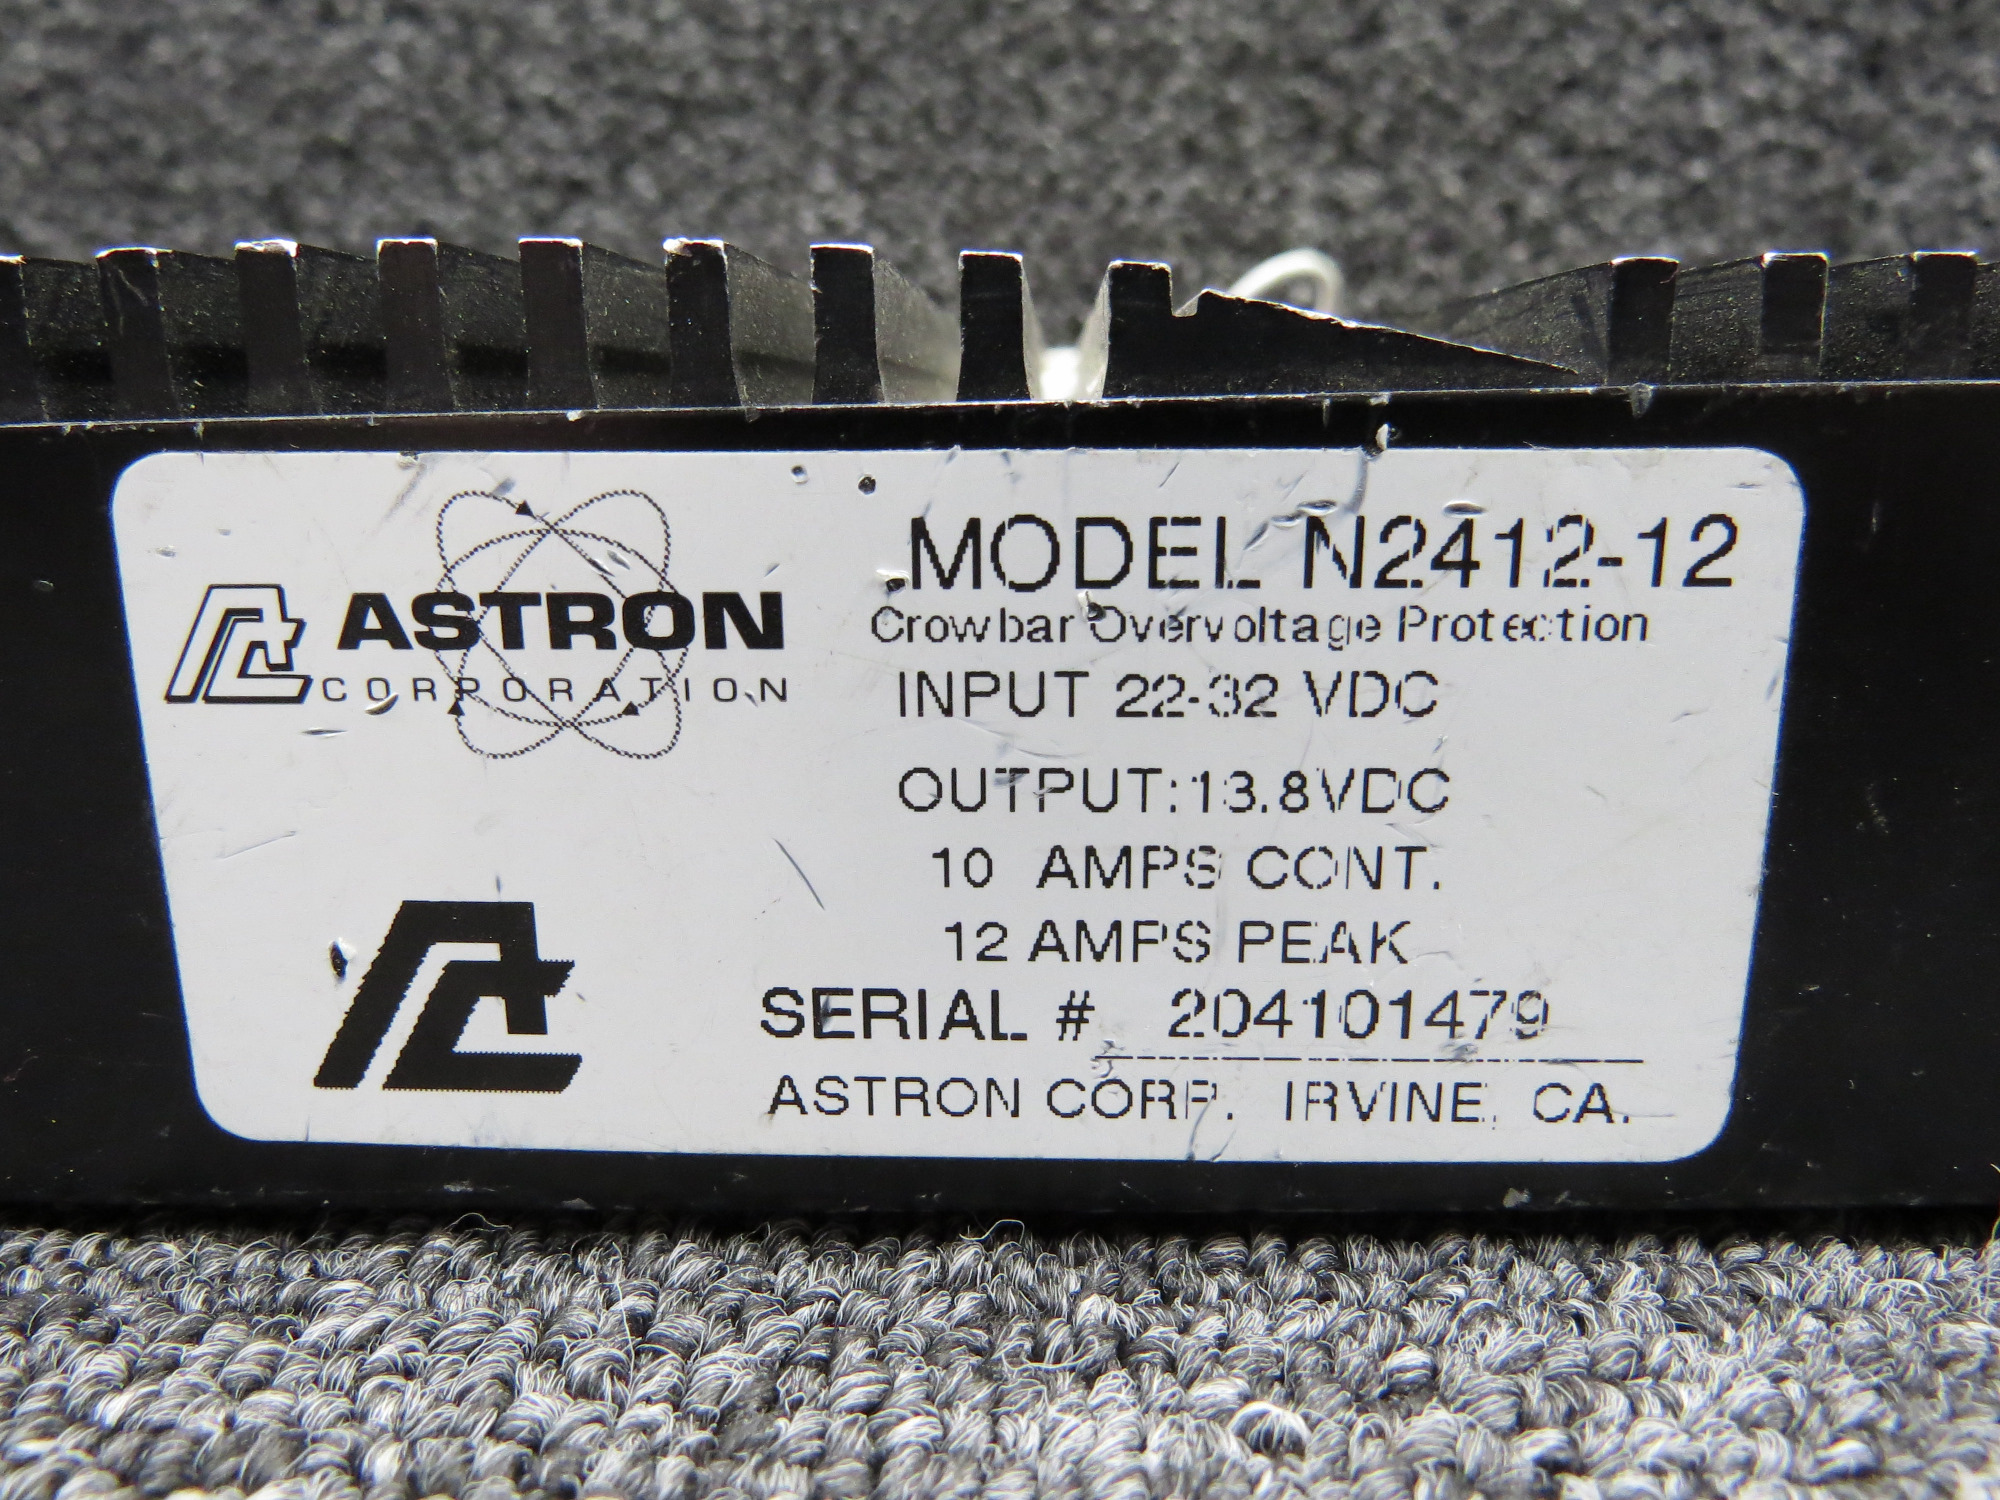 ASTRON
CORPORATION
MODEL N2412-12
Crowbar Overvoltage Protection
INPUT 22-32 VDC
OUTPUT:13.8VDC
10 AMPS CONT.
12 AMPS PEAK
SERIAL # 204101479
ASTRON CORP. IRVINE, CA.